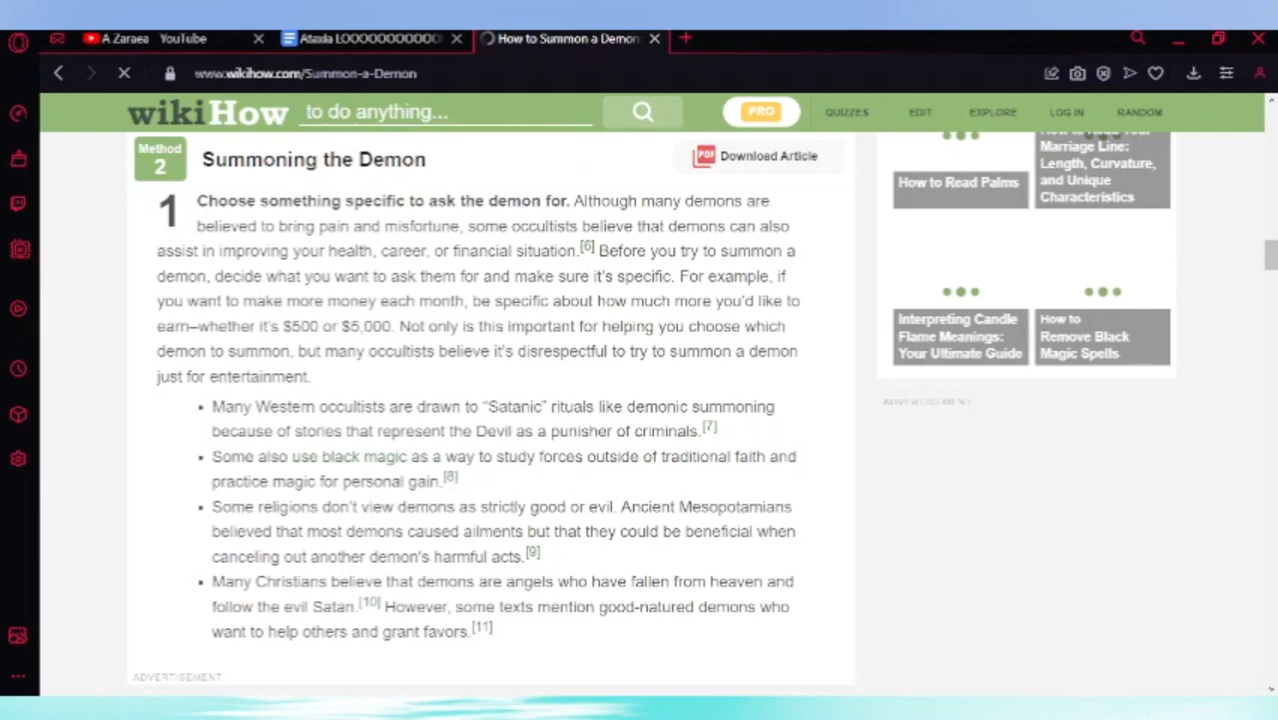 A Zaraea YouTube
Ataxia LOOOOOOOOOO
How to Summon a Demon
www.wikihow.com/Summon-a-Demon
wikiHow to do anything...
PRO
QUIZZES
EDIT
EXPLORE
LOG IN
RANDOM
Method
2
Summoning the Demon
PDF Download Article
1
Choose something specific to ask the demon for. Although many demons are
believed to bring pain and misfortune, some occultists believe that demons can also
assist in improving your health, career, or financial situation.[6] Before you try to summon a
demon, decide what you want to ask them for and make sure it's specific. For example, if
you want to make more money each month, be specific about how much more you'd like to
earn–whether it's $500 or $5,000. Not only is this important for helping you choose which
demon to summon, but many occultists believe it's disrespectful to try to summon a demon
just for entertainment.
• Many Western occultists are drawn to "Satanic" rituals like demonic summoning
because of stories that represent the Devil as a punisher of criminals.[7]
• Some also use black magic as a way to study forces outside of traditional faith and
practice magic for personal gain.[8]
• Some religions don't view demons as strictly good or evil. Ancient Mesopotamians
believed that most demons caused ailments but that they could be beneficial when
canceling out another demon's harmful acts.[9]
• Many Christians believe that demons are angels who have fallen from heaven and
follow the evil Satan.[10] However, some texts mention good-natured demons who
want to help others and grant favors.[11]
ADVERTISEMENT
How to Read Palms
How to Read Your
Marriage Line:
Length, Curvature,
and Unique
Characteristics
Interpreting Candle
Flame Meanings:
Your Ultimate Guide
How to
Remove Black
Magic Spells
ADVERTISEMENT